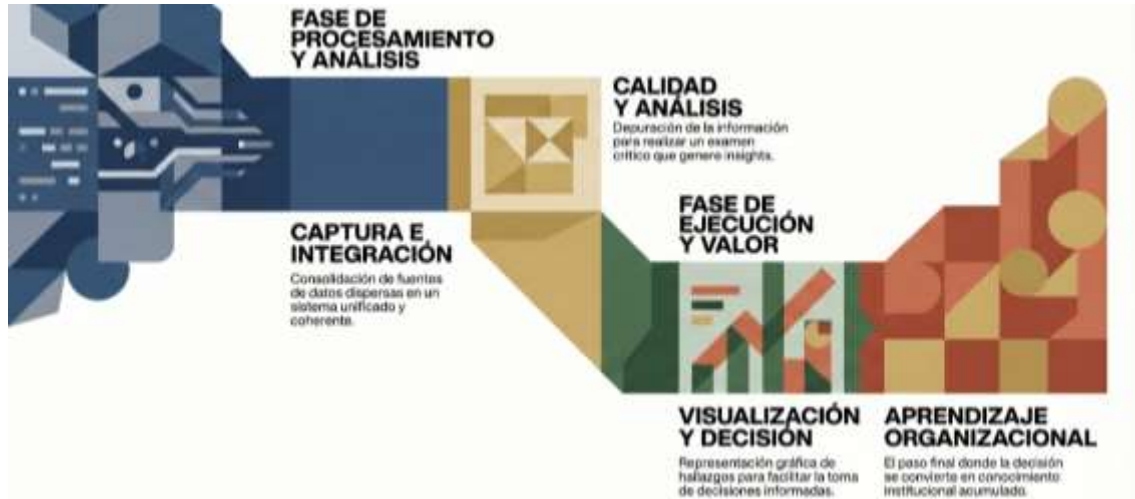 FASE DE
PROCESAMIENTO
Y ANÁLISIS
CALIDAD
Y ANÁLISIS
Depuración de la información
para realizar un examen
crítico que genere insights.
CAPTURA E
INTEGRACIÓN
Consolidación de fuentes
de datos dispersas en un
sistema unificado y
coherente.
FASE DE
EJECUCIÓN
Y VALOR
VISUALIZACIÓN
Y DECISIÓN
Representación gráfica de
hallazgos para facilitar la toma
de decisiones informadas.
APRENDIZAJE
ORGANIZACIONAL
El paso final donde la decisión
se convierte en conocimiento
institucional acumulado.